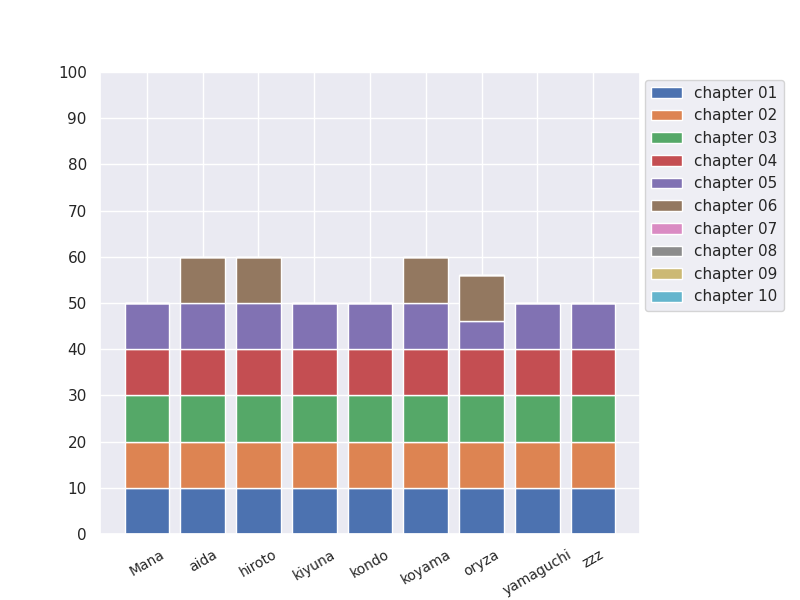 100
90
80
70
60
50
40
30
20
10
0
Mana
aida
hiroto
kiyuna
kondo
koyama
oryza
yamaguchi
zzz
chapter 01
chapter 02
chapter 03
chapter 04
chapter 05
chapter 06
chapter 07
chapter 08
chapter 09
chapter 10